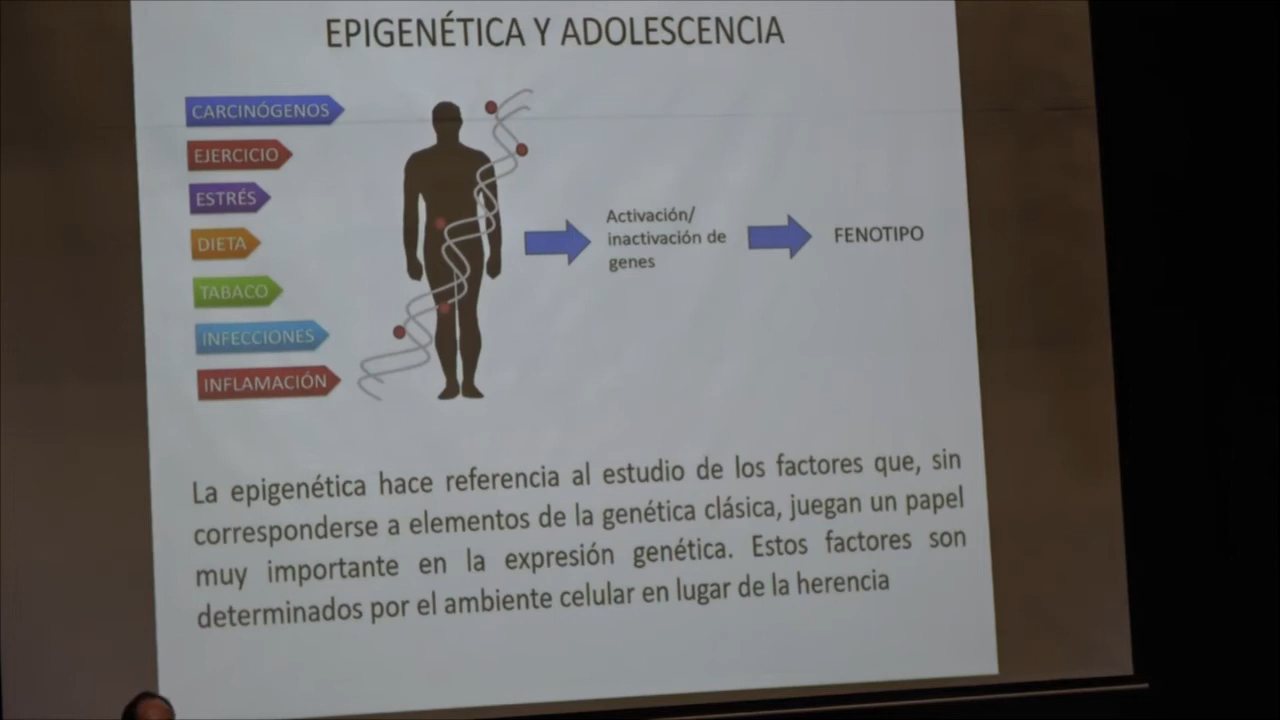 EPIGENÉTICA Y ADOLESCENCIA
CARCINÓGENOS
EJERCICIO
ESTRÉS
DIETA
TABACO
INFECCIONES
INFLAMACIÓN
Activación/
inactivación de
genes
FENOTIPO
La epigenética hace referencia al estudio de los factores que, sin
corresponderse a elementos de la genética clásica, juegan un papel
muy importante en la expresión genética. Estos factores son
determinados por el ambiente celular en lugar de la herencia